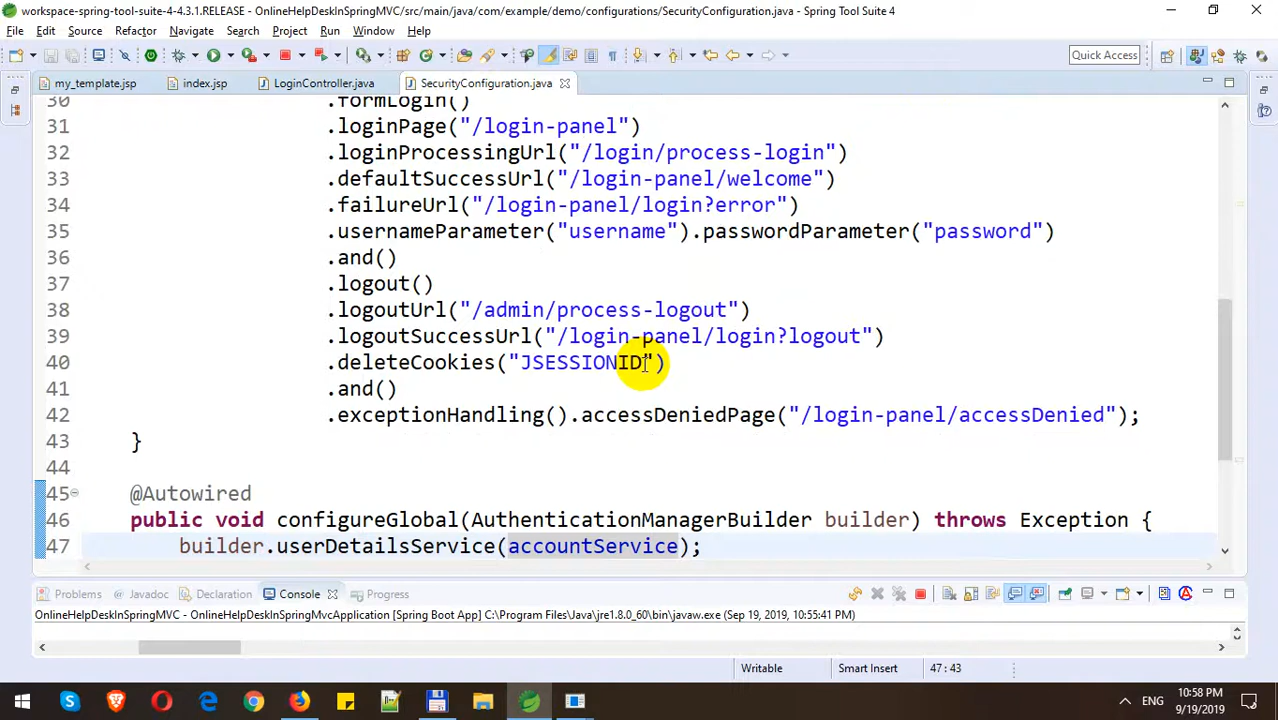 workspace-spring-tool-suite-4-4.3.1.RELEASE - OnlineHelpDeskInSpringMVC/src/main/java/com/example/demo/configurations/SecurityConfiguration.java - Spring Tool Suite 4
File Edit Source Refactor Navigate Search Project Run Window Help
Quick Access
my_template.jsp index.jsp LoginController.java SecurityConfiguration.java
30 .formLogin()
31 .loginPage("/login-panel")
32 .loginProcessingUrl("/login/process-login")
33 .defaultSuccessUrl("/login-panel/welcome")
34 .failureUrl("/login-panel/login?error")
35 .usernameParameter("username").passwordParameter("password")
36 .and()
37 .logout()
38 .logoutUrl("/admin/process-logout")
39 .logoutSuccessUrl("/login-panel/login?logout")
40 .deleteCookies("JSESSIONID")
41 .and()
42 .exceptionHandling().accessDeniedPage("/login-panel/accessDenied");
43 }
44
45 @Autowired
46 public void configureGlobal(AuthenticationManagerBuilder builder) throws Exception {
47 builder.userDetailsService(accountService);
Problems Javadoc Declaration Console Progress
OnlineHelpDeskInSpringMVC - OnlineHelpDeskInSpringMvcApplication [Spring Boot App] C:\Program Files\Java\jre1.8.0_60\bin\javaw.exe (Sep 19, 2019, 10:55:41 PM)
Writable Smart Insert 47 : 43
ENG 10:58 PM
9/19/2019